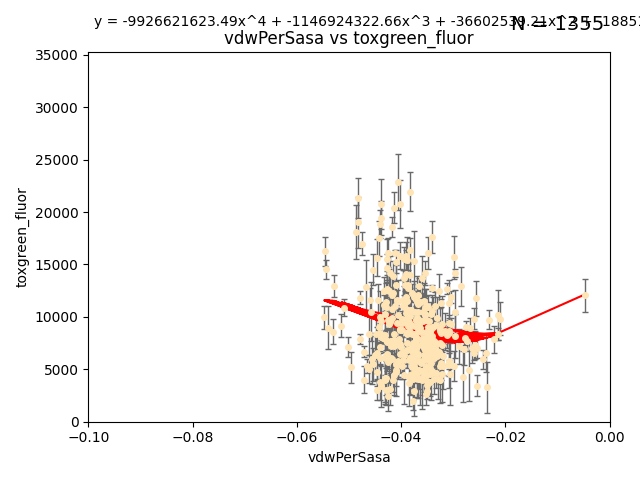 y = -9926621623.49x^4 + -1146924322.66x^3 +
N = 1355
vdwPerSasa vs toxgreen_fluor
35000
30000
25000
20000
15000
10000
5000
0
toxgreen_fluor
−0.10
−0.08
−0.06
−0.04
−0.02
0.00
vdwPerSasa